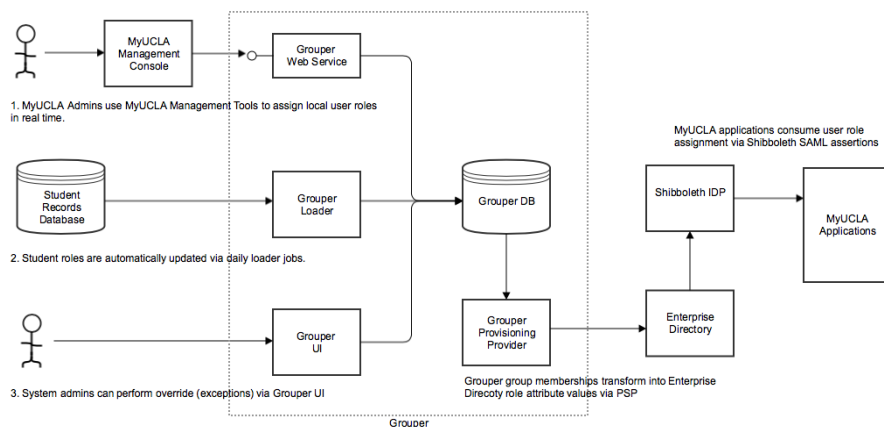 MyUCLA
Management
Console
Grouper
Web Service
1. MyUCLA Admins use MyUCLA Management Tools to assign local user roles
in real time.
MyUCLA applications consume user role
assignment via Shibboleth SAML assertions
Student
Records
Database
Grouper
Loader
Grouper DB
Shibboleth IDP
MyUCLA
Applications
2. Student roles are automatically updated via daily loader jobs.
Grouper
UI
Grouper
Provisioning
Provider
Enterprise
Directory
3. System admins can perform override (exceptions) via Grouper UI
Grouper group memberships transform into Enterprise
Direcoty role attribute values via PSP
Grouper